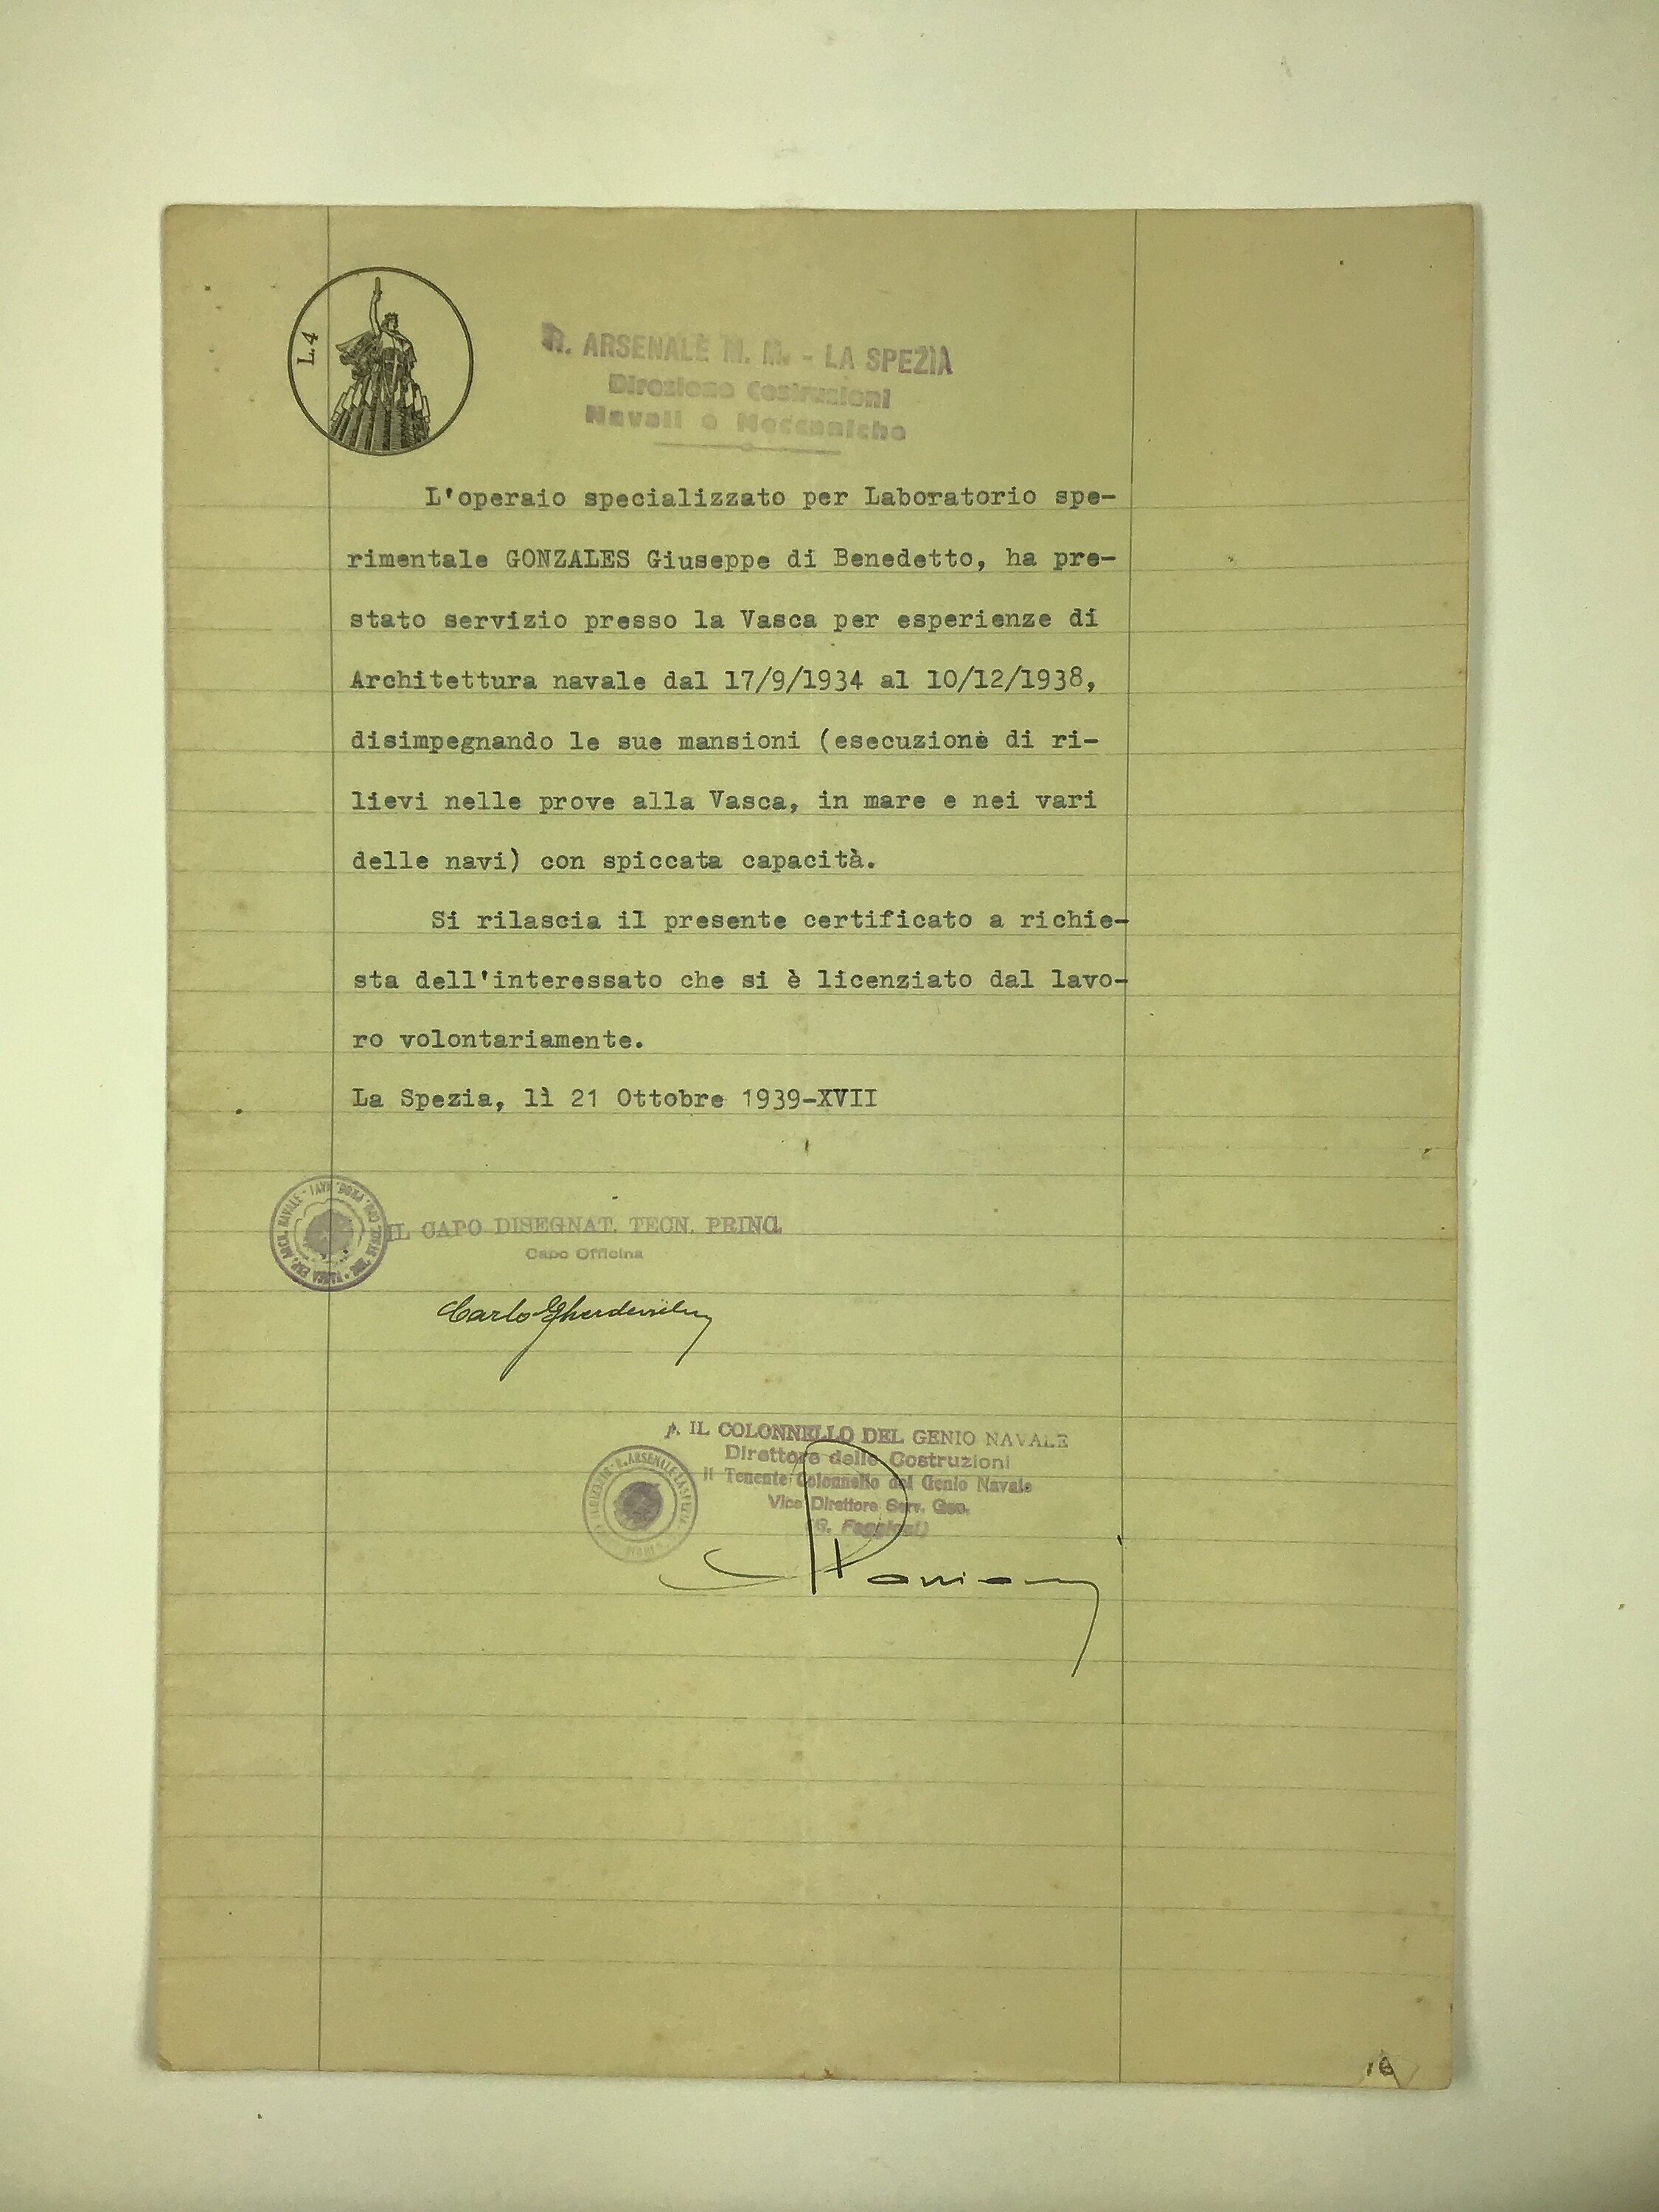 L.4
R. ARSENALE M. M. - LA SPEZIA
Direzione Costruzioni
Navali e Meccaniche
L'operaio specializzato per Laboratorio spe-
rimentale GONZALES Giuseppe di Benedetto, ha pre-
stato servizio presso la Vasca per esperienze di
Architettura navale dal 17/9/1934 al 10/12/1938,
disimpegnando le sue mansioni (esecuzione di ri-
lievi nelle prove alla Vasca, in mare e nei vari
delle navi) con spiccata capacità.
Si rilascia il presente certificato a richie-
sta dell'interessato che si è licenziato dal lavo-
ro volontariamente.
La Spezia, lì 21 Ottobre 1939-XVII
IL CAPO DISEGNAT. TECN. PRINC.
Capo Officina
Carlo
p. IL COLONNELLO DEL GENIO NAVALE
Direttore delle Costruzioni
Il Tenente Colonnello del Genio Navale
Vice Direttore Serv. Gen.
R. ARSENALE LA SPEZIA